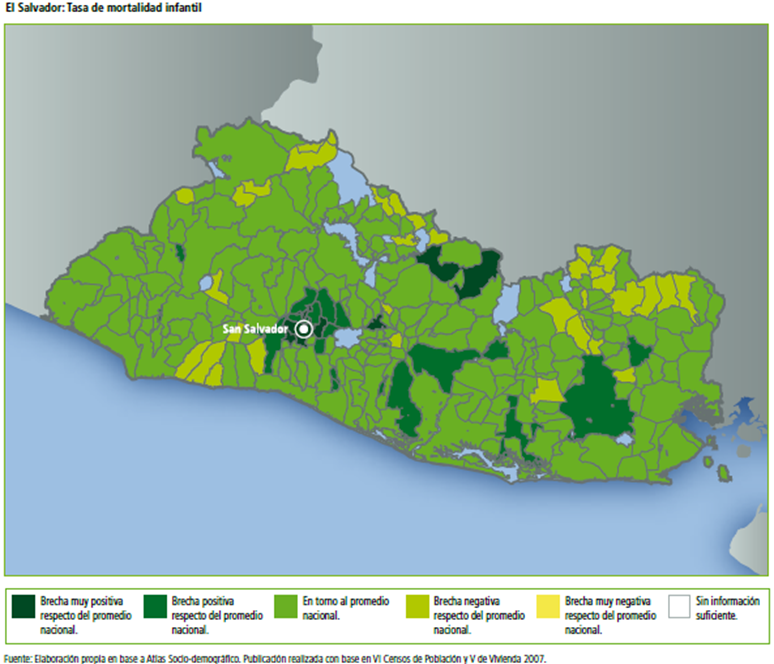 El Salvador: Tasa de mortalidad infantil
San Salvador
Brecha muy positiva
respecto del promedio
nacional.
Brecha positiva
respecto del promedio
nacional.
En torno al promedio
nacional.
Brecha negativa
respecto del promedio
nacional.
Brecha muy negativa
respecto del promedio
nacional.
Sin información
suficiente.
Fuente: Elaboración propia en base a Atlas Socio-demográfico. Publicación realizada con base en VI Censos de Población y V de Vivienda 2007.